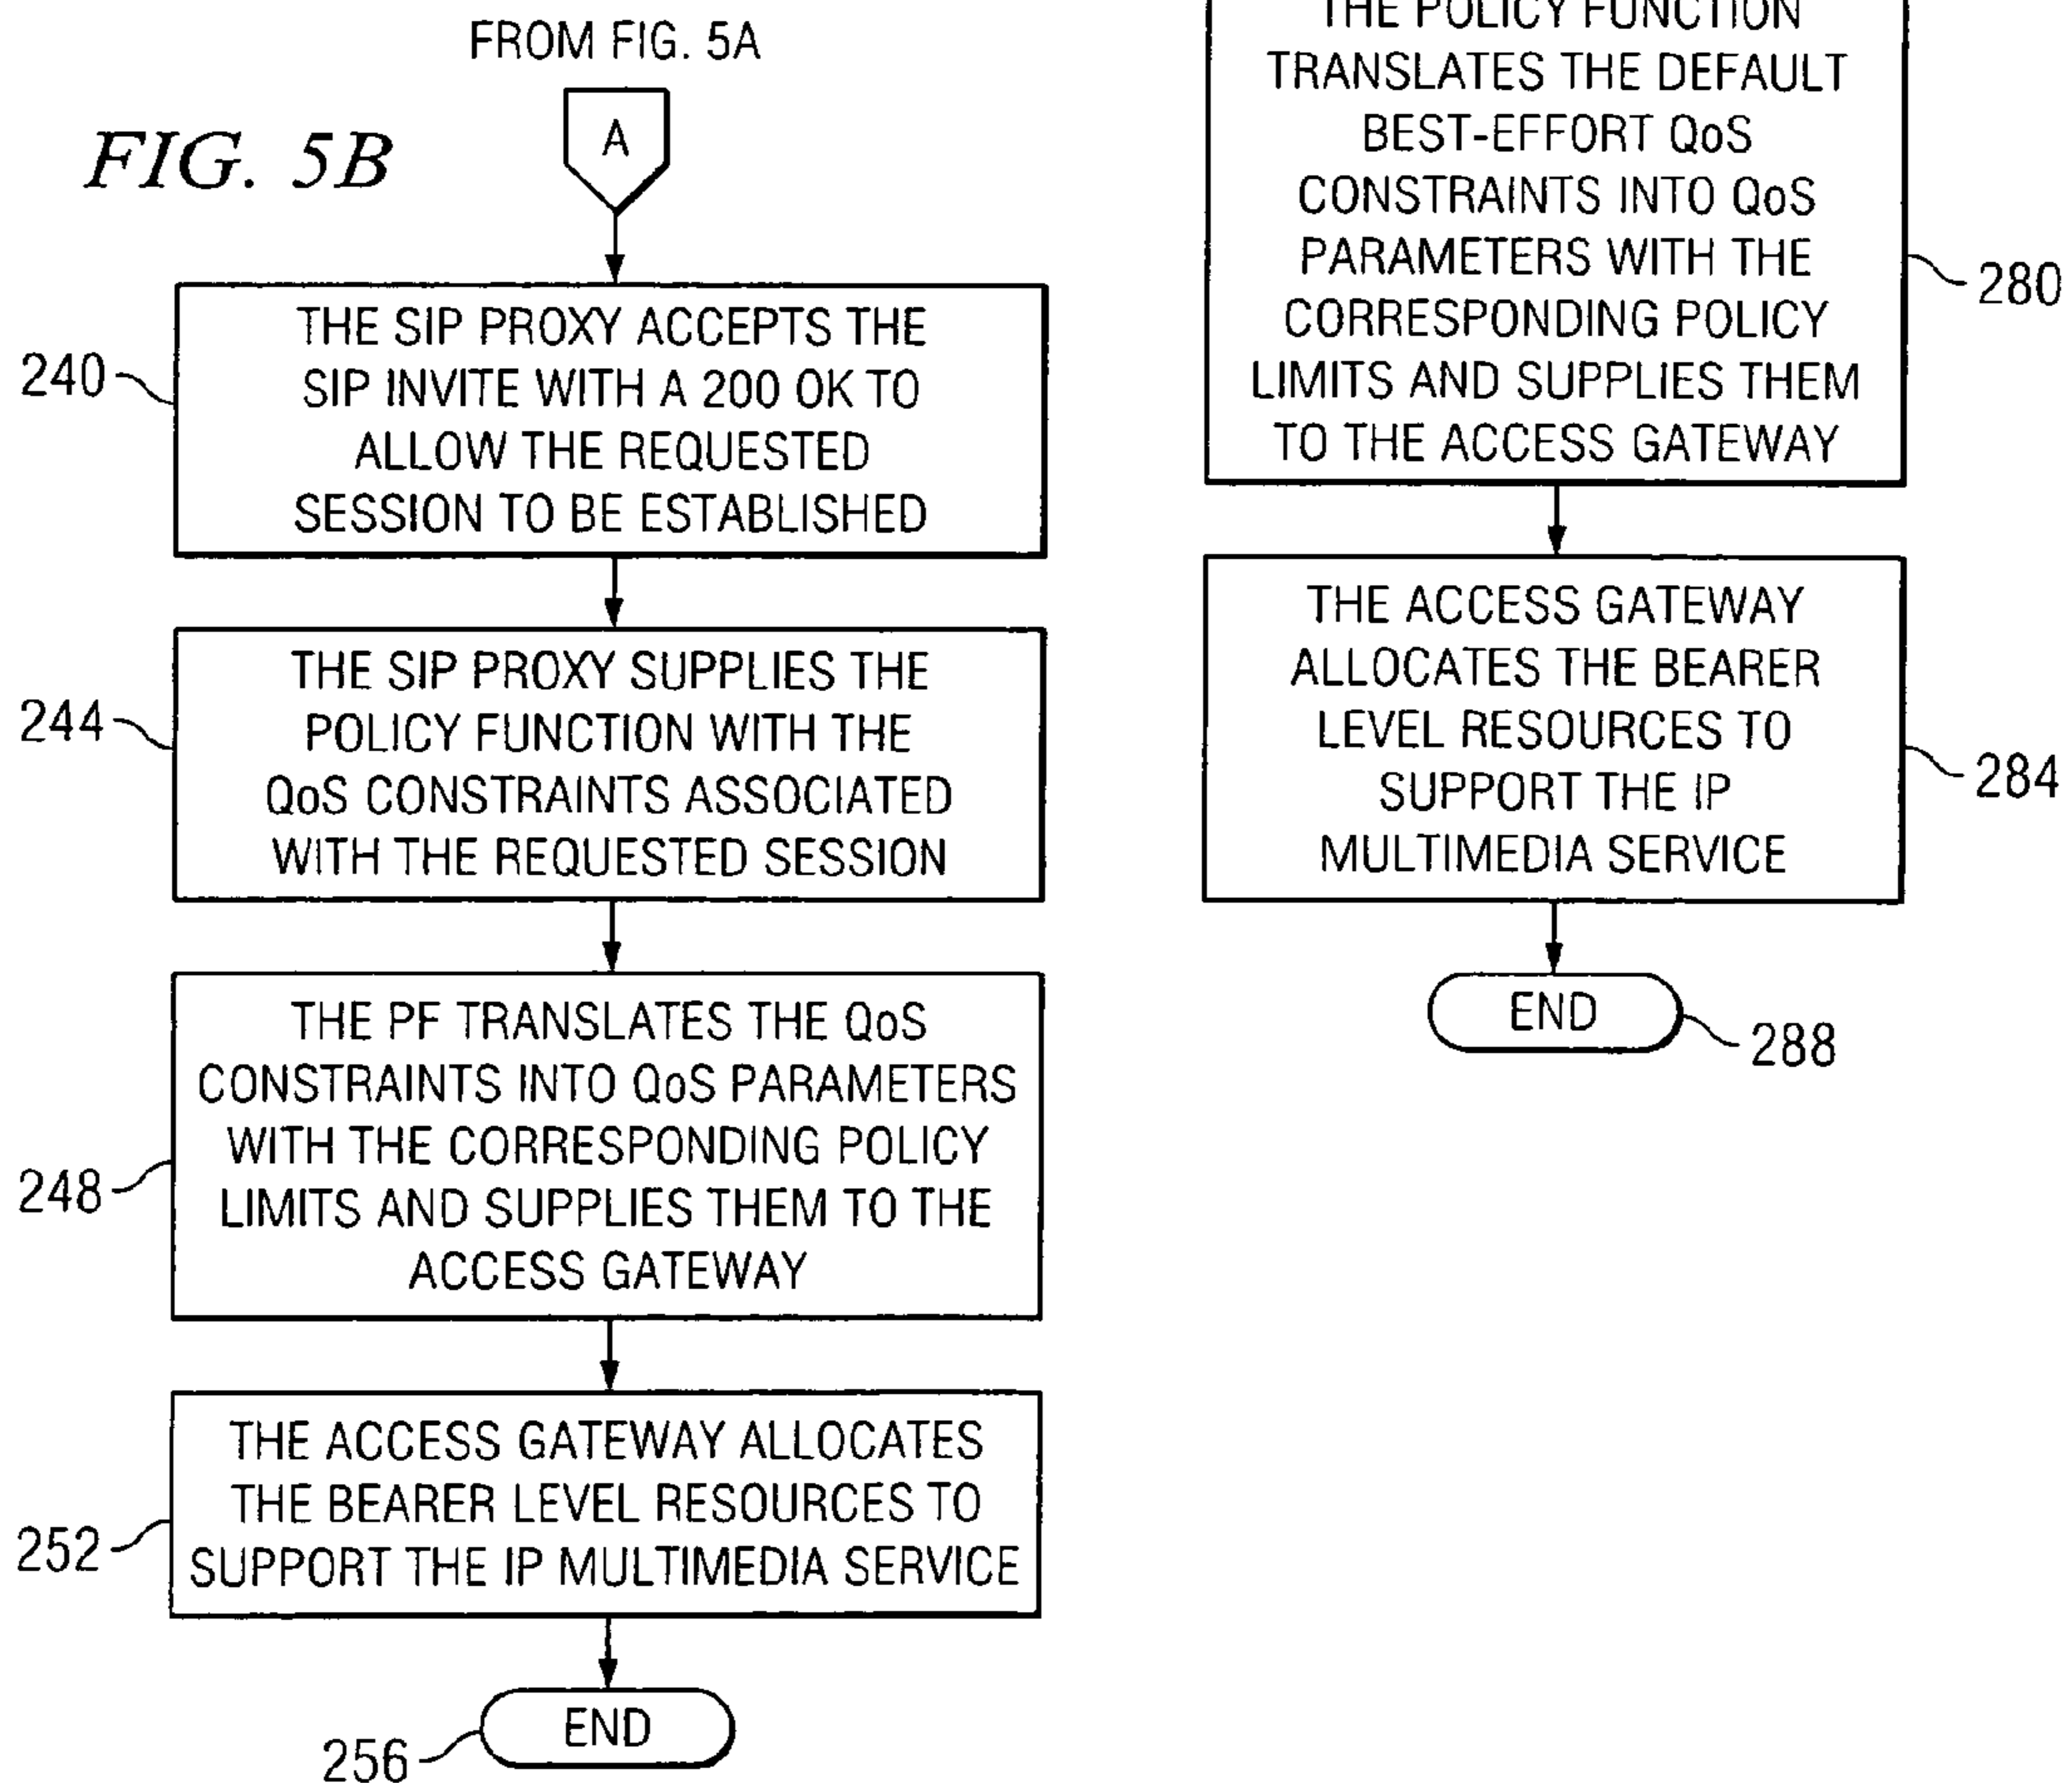 FROM FIG. 5A
FIG. 5B
A
240
THE SIP PROXY ACCEPTS THE
SIP INVITE WITH A 200 OK TO
ALLOW THE REQUESTED
SESSION TO BE ESTABLISHED
244
THE SIP PROXY SUPPLIES THE
POLICY FUNCTION WITH THE
QoS CONSTRAINTS ASSOCIATED
WITH THE REQUESTED SESSION
248
THE PF TRANSLATES THE QoS
CONSTRAINTS INTO QoS PARAMETERS
WITH THE CORRESPONDING POLICY
LIMITS AND SUPPLIES THEM TO THE
ACCESS GATEWAY
252
THE ACCESS GATEWAY ALLOCATES
THE BEARER LEVEL RESOURCES TO
SUPPORT THE IP MULTIMEDIA SERVICE
END
256
THE POLICY FUNCTION
TRANSLATES THE DEFAULT
BEST-EFFORT QoS
CONSTRAINTS INTO QoS
PARAMETERS WITH THE
CORRESPONDING POLICY
LIMITS AND SUPPLIES THEM
TO THE ACCESS GATEWAY
280
THE ACCESS GATEWAY
ALLOCATES THE BEARER
LEVEL RESOURCES TO
SUPPORT THE IP
MULTIMEDIA SERVICE
284
END
288